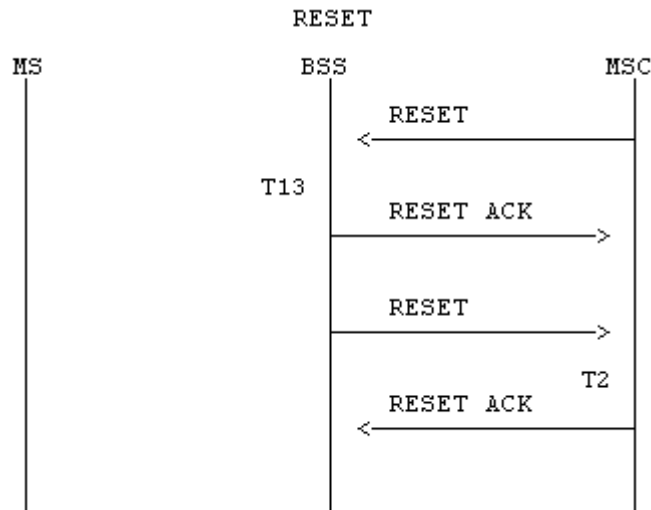 RESET
MS BSS MSC
RESET
T13
RESET ACK
RESET
T2
RESET ACK